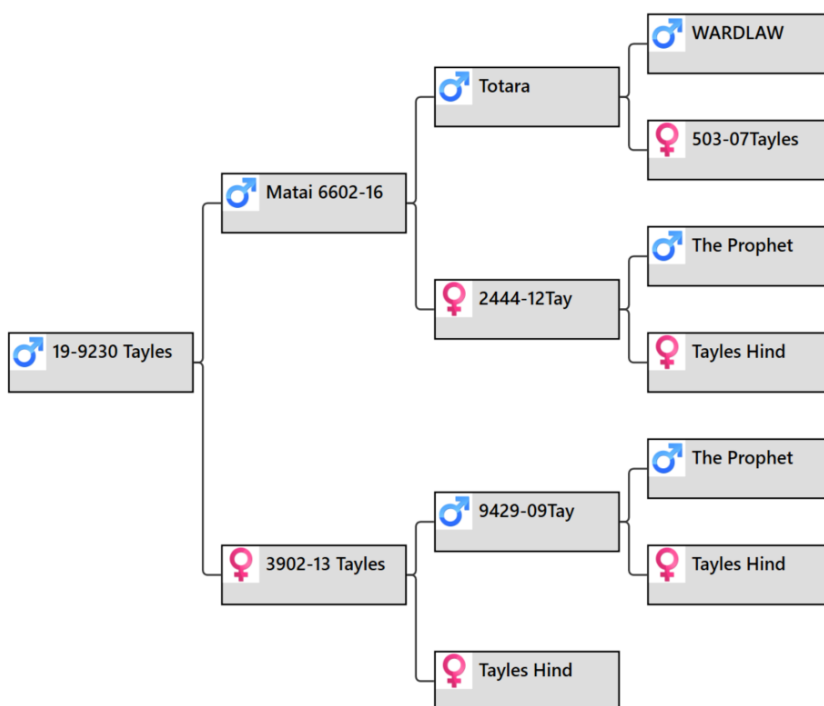 WARDLAW
Totara
503-07Tayles
Matai 6602-16
The Prophet
2444-12Tay
Tayles Hind
19-9230 Tayles
The Prophet
9429-09Tay
Tayles Hind
3902-13 Tayles
Tayles Hind